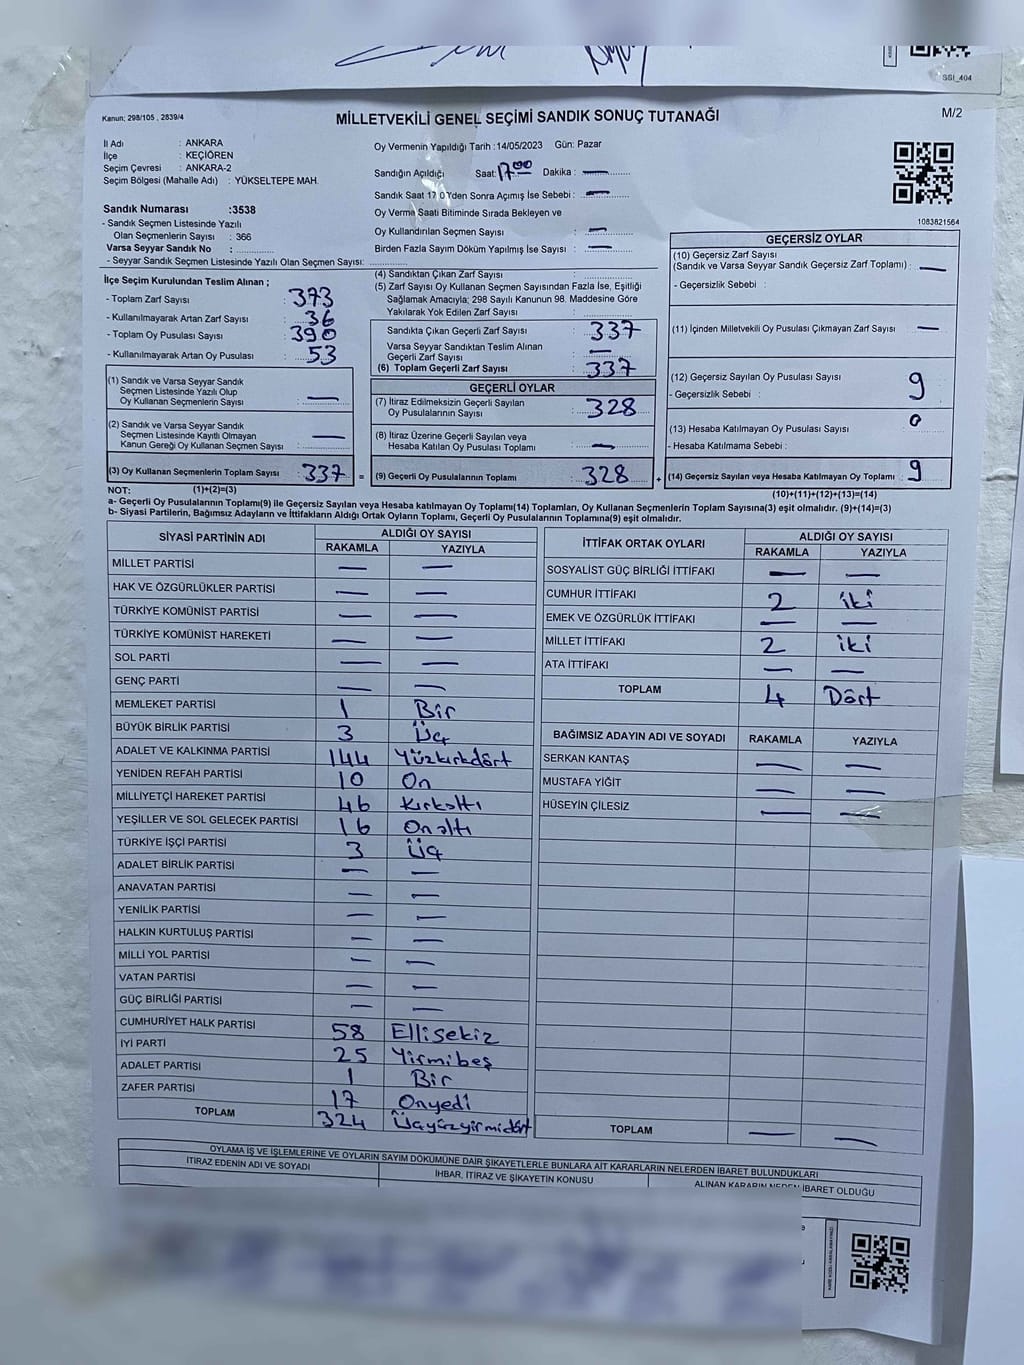 SSI_404
Kanun; 298/105 , 2839/4
MİLLETVEKİLİ GENEL SEÇİMİ SANDIK SONUÇ TUTANAĞI
M/2
İl Adı : ANKARA
İlçe : KEÇİÖREN
Seçim Çevresi : ANKARA-2
Seçim Bölgesi (Mahalle Adı) : YÜKSELTEPE MAH.
Sandık Numarası :3538
- Sandık Seçmen Listesinde Yazılı
Olan Seçmenlerin Sayısı : 366
Varsa Seyyar Sandık No :
- Seyyar Sandık Seçmen Listesinde Yazılı Olan Seçmen Sayısı:
Oy Vermenin Yapıldığı Tarih :14/05/2023 Gün: Pazar
Sandığın Açıldığı Saat: 17.00 Dakika : —
Sandık Saat 17.00'den Sonra Açılmış İse Sebebi : —
Oy Verme Saati Bitiminde Sırada Bekleyen ve
Oy Kullandırılan Seçmen Sayısı : —
Birden Fazla Sayım Döküm Yapılmış İse Sayısı : —
1083821564
İlçe Seçim Kurulundan Teslim Alınan ;
- Toplam Zarf Sayısı : 373
- Kullanılmayarak Artan Zarf Sayısı : 36
- Toplam Oy Pusulası Sayısı : 390
- Kullanılmayarak Artan Oy Pusulası : 53
(1) Sandık ve Varsa Seyyar Sandık
Seçmen Listesinde Yazılı Olup
Oy Kullanan Seçmenlerin Sayısı : —
(2) Sandık ve Varsa Seyyar Sandık
Seçmen Listesinde Kayıtlı Olmayan
Kanun Gereği Oy Kullanan Seçmen Sayısı : —
(3) Oy Kullanan Seçmenlerin Toplam Sayısı : 337
(4) Sandıktan Çıkan Zarf Sayısı :
(5) Zarf Sayısı Oy Kullanan Seçmen Sayısından Fazla İse, Eşitliği
Sağlamak Amacıyla; 298 Sayılı Kanunun 98. Maddesine Göre
Yakılarak Yok Edilen Zarf Sayısı :
Sandıkta Çıkan Geçerli Zarf Sayısı : 337
Varsa Seyyar Sandıktan Teslim Alınan
Geçerli Zarf Sayısı : —
(6) Toplam Geçerli Zarf Sayısı : 337
GEÇERLİ OYLAR
(7) İtiraz Edilmeksizin Geçerli Sayılan
Oy Pusulalarının Sayısı : 328
(8) İtiraz Üzerine Geçerli Sayılan veya
Hesaba Katılan Oy Pusulası Toplamı : —
= (9) Geçerli Oy Pusulalarının Toplamı : 328
GEÇERSİZ OYLAR
(10) Geçersiz Zarf Sayısı
(Sandık ve Varsa Seyyar Sandık Geçersiz Zarf Toplamı) : —
- Geçersizlik Sebebi :
(11) İçinden Milletvekili Oy Pusulası Çıkmayan Zarf Sayısı : —
(12) Geçersiz Sayılan Oy Pusulası Sayısı : 9
- Geçersizlik Sebebi :
(13) Hesaba Katılmayan Oy Pusulası Sayısı : 0
- Hesaba Katılmama Sebebi :
+ (14) Geçersiz Sayılan veya Hesaba Katılmayan Oy Toplamı : 9
NOT: (1)+(2)=(3)
(10)+(11)+(12)+(13)=(14)
a- Geçerli Oy Pusulalarının Toplamı(9) ile Geçersiz Sayılan veya Hesaba Katılmayan Oy Toplamı(14) Toplamları, Oy Kullanan Seçmenlerin Toplam Sayısına(3) eşit olmalıdır. (9)+(14)=(3)
b- Siyasi Partilerin, Bağımsız Adayların ve İttifakların Aldığı Ortak Oyların Toplamı, Geçerli Oy Pusulalarının Toplamına(9) eşit olmalıdır.
SİYASİ PARTİNİN ADI ALDIĞI OY SAYISI
RAKAMLA YAZIYLA
MİLLET PARTİSİ — —
HAK VE ÖZGÜRLÜKLER PARTİSİ — —
TÜRKİYE KOMÜNİST PARTİSİ — —
TÜRKİYE KOMÜNİST HAREKETİ — —
SOL PARTİ — —
GENÇ PARTİ — —
MEMLEKET PARTİSİ 1 Bir
BÜYÜK BİRLİK PARTİSİ 3 Üç
ADALET VE KALKINMA PARTİSİ 144 Yüzkırkdört
YENİDEN REFAH PARTİSİ 10 On
MİLLİYETÇİ HAREKET PARTİSİ 46 Kırkaltı
YEŞİLLER VE SOL GELECEK PARTİSİ 16 Onaltı
TÜRKİYE İŞÇİ PARTİSİ 3 Üç
ADALET BİRLİK PARTİSİ — —
ANAVATAN PARTİSİ — —
YENİLİK PARTİSİ — —
HALKIN KURTULUŞ PARTİSİ — —
MİLLİ YOL PARTİSİ — —
VATAN PARTİSİ — —
GÜÇ BİRLİĞİ PARTİSİ — —
CUMHURİYET HALK PARTİSİ 58 Ellisekiz
İYİ PARTİ 25 Yirmibeş
ADALET PARTİSİ 1 Bir
ZAFER PARTİSİ 17 Onyedi
TOPLAM 324 Üçyüzyirmidört
İTTİFAK ORTAK OYLARI ALDIĞI OY SAYISI
RAKAMLA YAZIYLA
SOSYALİST GÜÇ BİRLİĞİ İTTİFAKI — —
CUMHUR İTTİFAKI 2 iki
EMEK VE ÖZGÜRLÜK İTTİFAKI — —
MİLLET İTTİFAKI 2 iki
ATA İTTİFAKI — —
TOPLAM 4 Dört
BAĞIMSIZ ADAYIN ADI VE SOYADI RAKAMLA YAZIYLA
SERKAN KANTAŞ — —
MUSTAFA YİĞİT — —
HÜSEYİN ÇİLESİZ — —
TOPLAM — —
OYLAMA İŞ VE İŞLEMLERİNE VE OYLARIN SAYIM DÖKÜMÜNE DAİR ŞİKAYETLERLE BUNLARA AİT KARARLARIN NELERDEN İBARET BULUNDUKLARI
İTİRAZ EDENİN ADI VE SOYADI İHBAR, İTİRAZ VE ŞİKAYETİN KONUSU ALINAN KARARIN NEDEN İBARET OLDUĞU